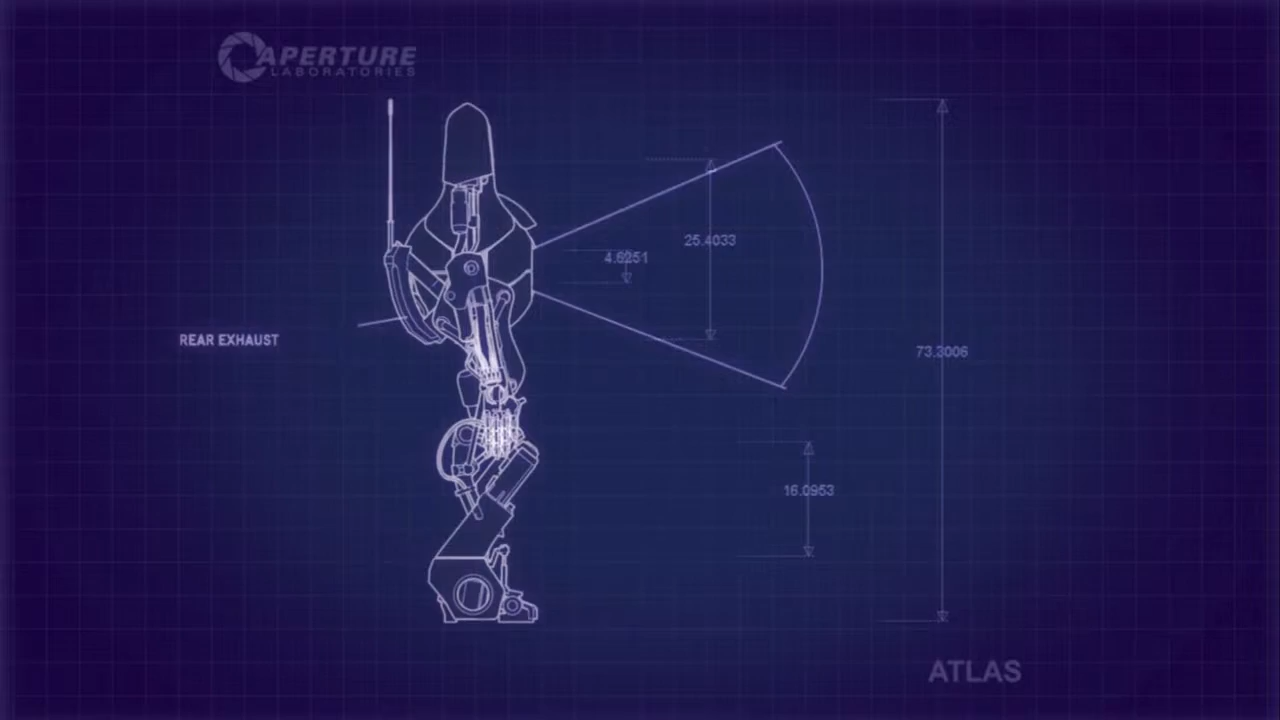 APERTURE
LABORATORIES
25.4033
4.6251
REAR EXHAUST
73.3006
16.0953
ATLAS